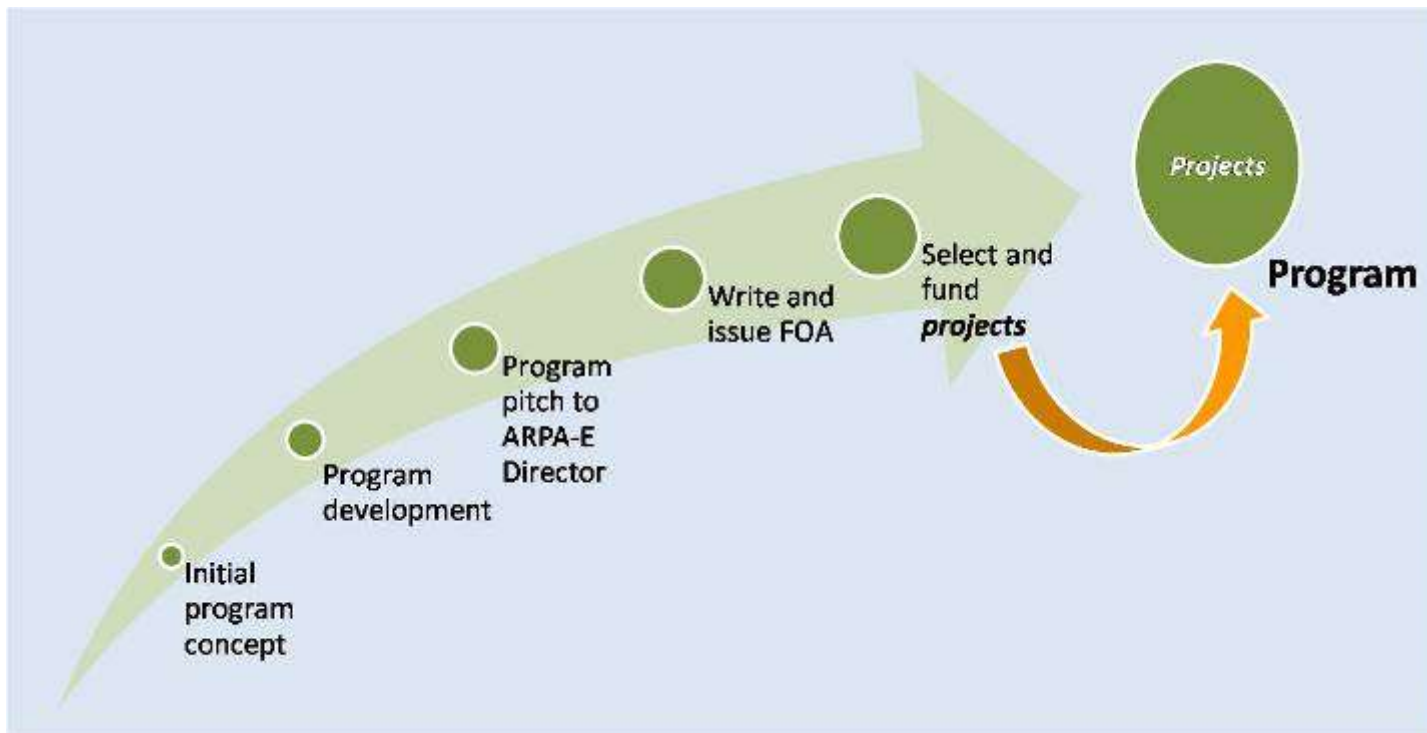 Initial
program
concept
Program
development
Program
pitch to
ARPA-E
Director
Write and
issue FOA
Select and
fund
projects
Projects
Program